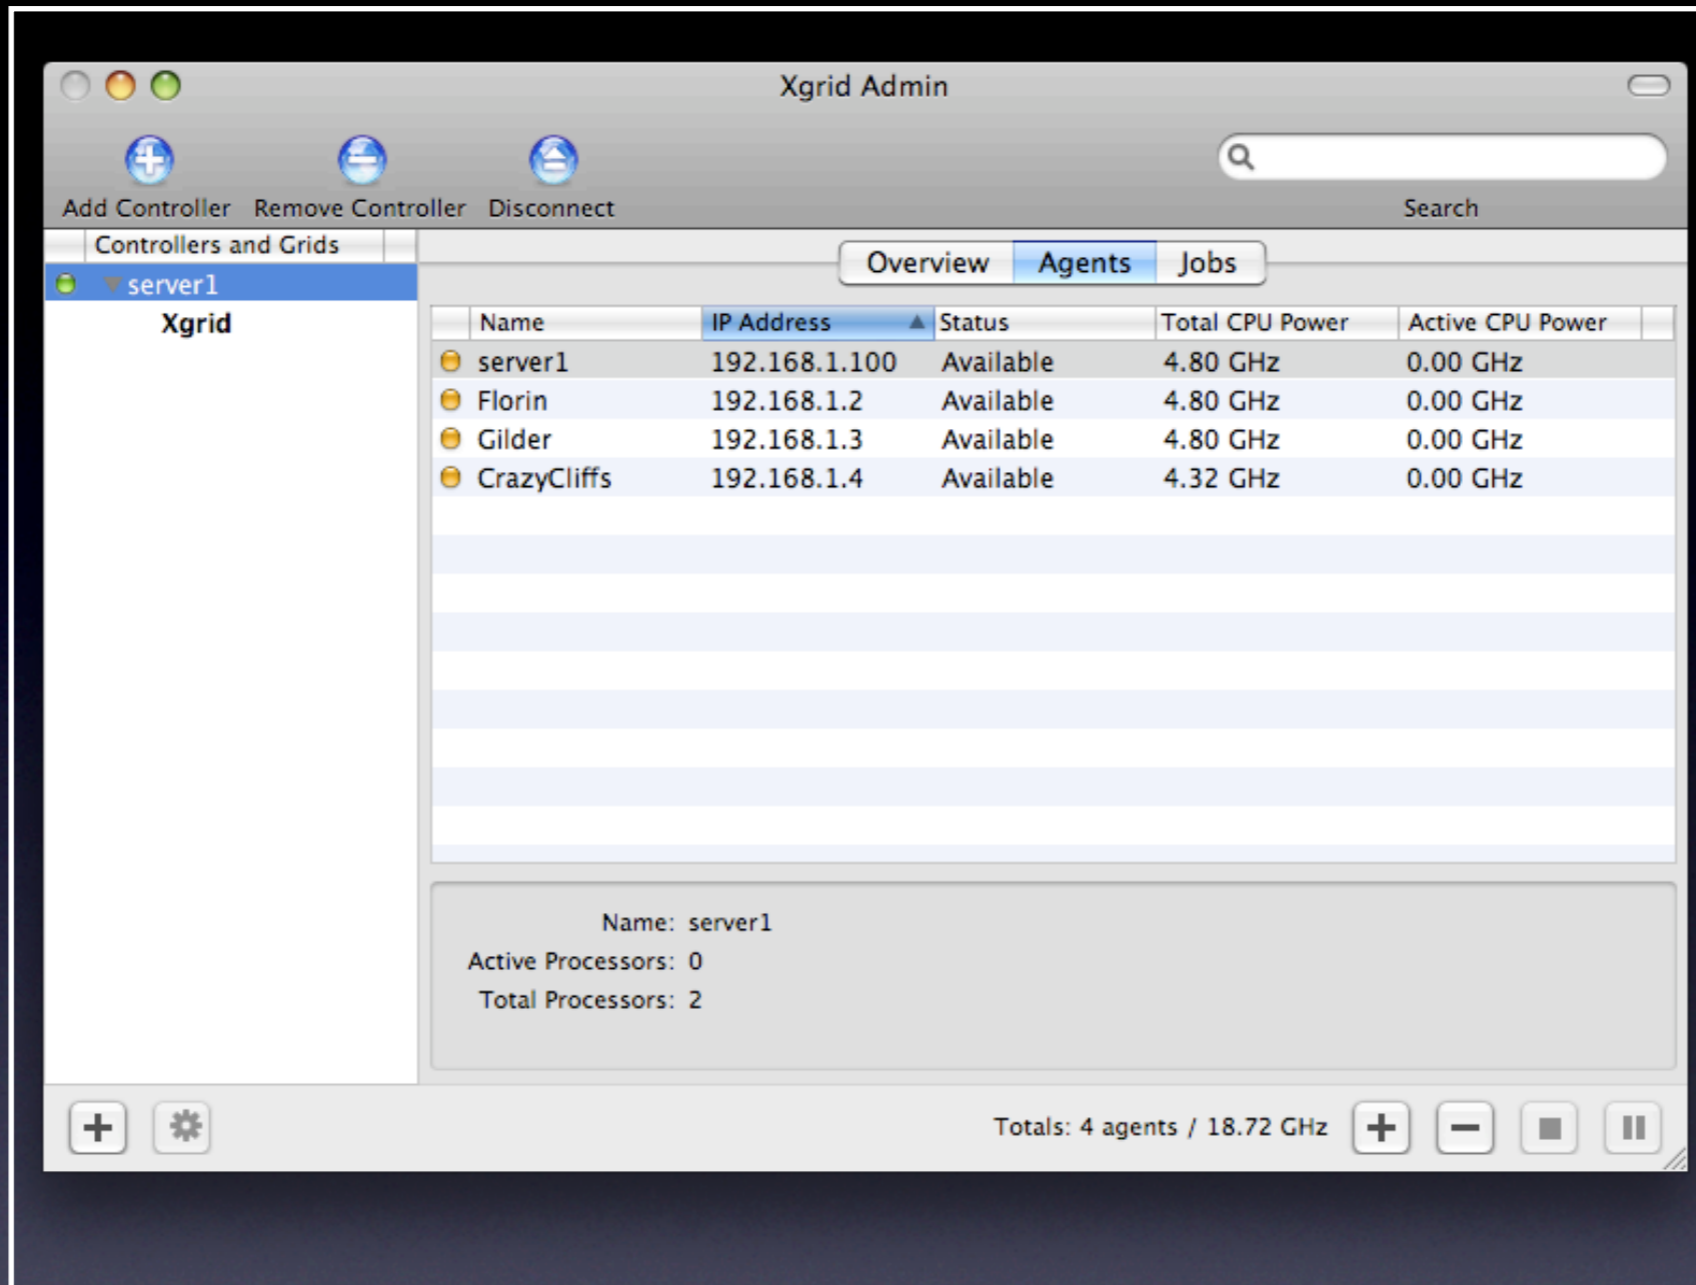 Xgrid Admin
Add Controller Remove Controller Disconnect Search
Controllers and Grids
Overview Agents Jobs
server1
Xgrid
Name IP Address Status Total CPU Power Active CPU Power
server1 192.168.1.100 Available 4.80 GHz 0.00 GHz
Florin 192.168.1.2 Available 4.80 GHz 0.00 GHz
Gilder 192.168.1.3 Available 4.80 GHz 0.00 GHz
CrazyCliffs 192.168.1.4 Available 4.32 GHz 0.00 GHz
Name: server1
Active Processors: 0
Total Processors: 2
Totals: 4 agents / 18.72 GHz